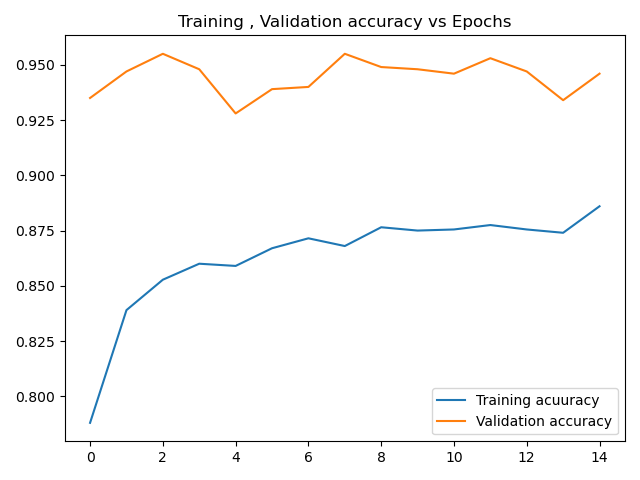 Training , Validation accuracy vs Epochs
0.950
0.925
0.900
0.875
0.850
0.825
0.800
Training acuuracy
Validation accuracy
0 2 4 6 8 10 12 14